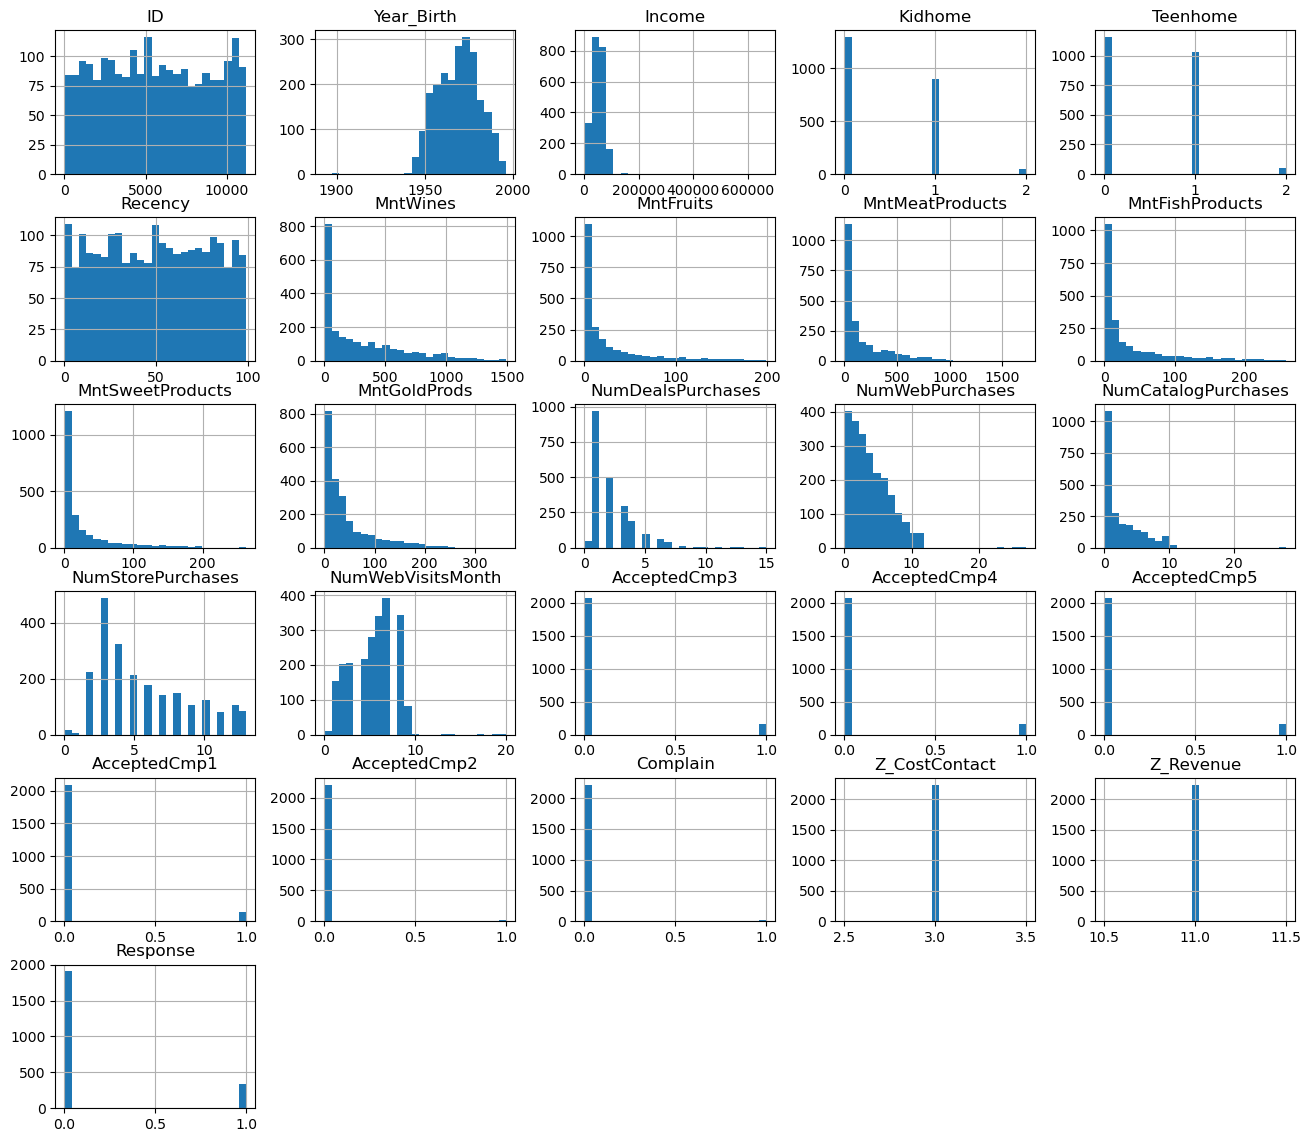 ID Year_Birth Income Kidhome Teenhome
100 75 50 25 0 300 200 100 0 800 600 400 200 0 1000 500 0 1000 750 500 250 0
0 5000 10000 1900 1950 2000 0 200000 400000 600000 0 1 2 0 1 2
Recency MntWines MntFruits MntMeatProducts MntFishProducts
100 75 50 25 0 800 600 400 200 0 1000 750 500 250 0 1000 750 500 250 0 1000 750 500 250 0
0 50 100 0 500 1000 1500 0 100 200 0 500 1000 1500 0 100 200
MntSweetProducts MntGoldProds NumDealsPurchases NumWebPurchases NumCatalogPurchases
1000 500 0 800 600 400 200 0 1000 750 500 250 0 400 300 200 100 0 1000 750 500 250 0
0 100 200 0 100 200 300 0 5 10 15 0 10 20 0 10 20
NumStorePurchases NumWebVisitsMonth AcceptedCmp3 AcceptedCmp4 AcceptedCmp5
400 200 0 400 300 200 100 0 2000 1500 1000 500 0 2000 1500 1000 500 0 2000 1500 1000 500 0
0 5 10 0 10 20 0.0 0.5 1.0 0.0 0.5 1.0 0.0 0.5 1.0
AcceptedCmp1 AcceptedCmp2 Complain Z_CostContact Z_Revenue
2000 1500 1000 500 0 2000 1500 1000 500 0 2000 1500 1000 500 0 2000 1500 1000 500 0 2000 1500 1000 500 0
0.0 0.5 1.0 0.0 0.5 1.0 0.0 0.5 1.0 2.5 3.0 3.5 10.5 11.0 11.5
Response
2000 1500 1000 500 0
0.0 0.5 1.0